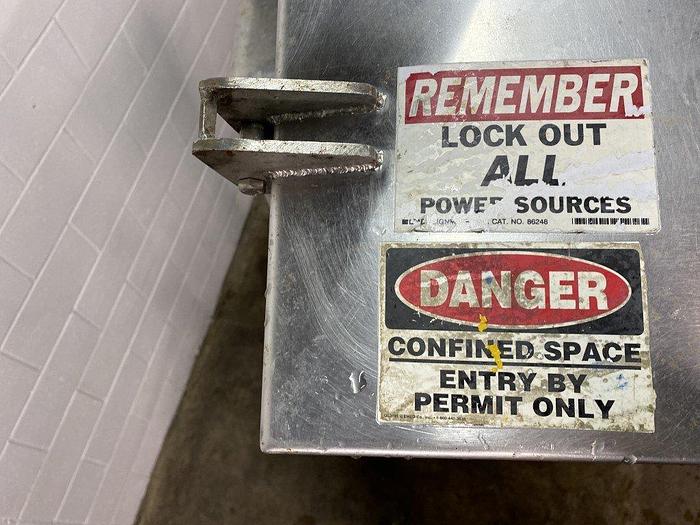 REMEMBER
LOCK OUT
ALL
POWER SOURCES
CAT. NO. 86248
DANGER
CONFINED SPACE
ENTRY BY
PERMIT ONLY